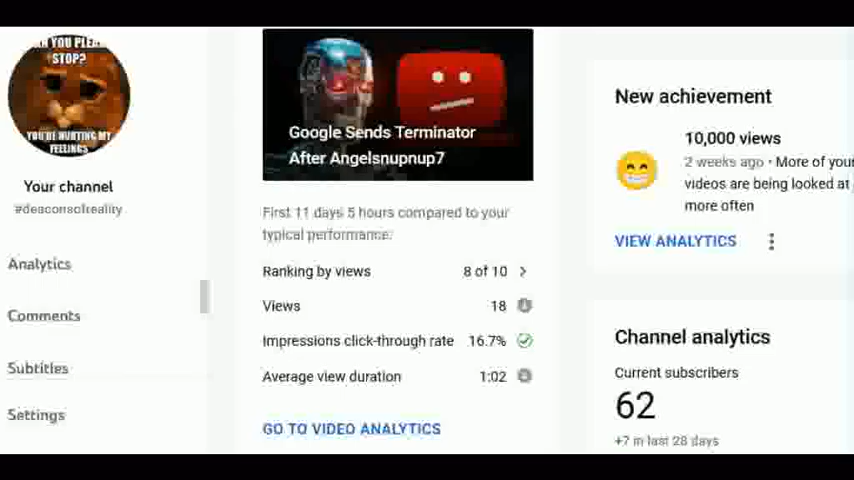 STOP?
YOU'RE HURTING MY
FEELINGS
Your channel
#deaconsofreality
Analytics
Comments
Subtitles
Settings
Google Sends Terminator
After Angelsnupnup7
First 11 days 5 hours compared to your
typical performance:
Ranking by views 8 of 10
Views 18
Impressions click-through rate 16.7%
Average view duration 1:02
GO TO VIDEO ANALYTICS
New achievement
10,000 views
2 weeks ago • More of your
videos are being looked at
more often
VIEW ANALYTICS
Channel analytics
Current subscribers
62
+7 in last 28 days